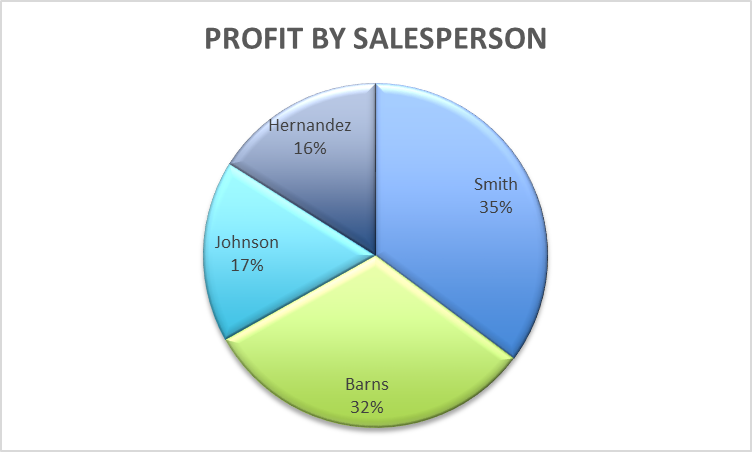 PROFIT BY SALESPERSON
Hernandez
16%
Smith
35%
Johnson
17%
Barns
32%